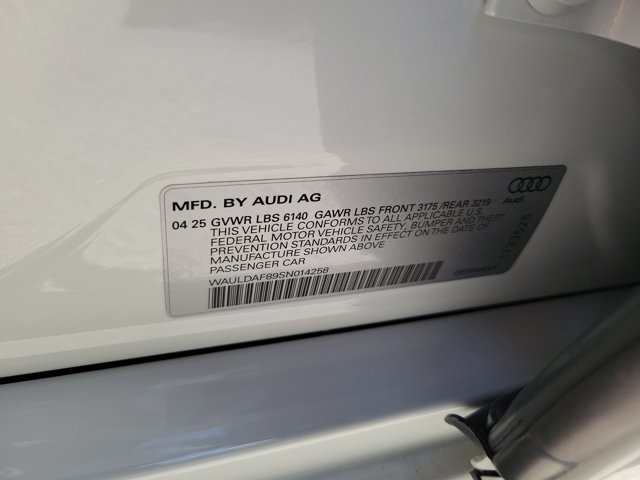 MFD. BY AUDI AG
Audi
04 25 GVWR LBS 6140 GAWR LBS FRONT 3175 /REAR 3219
THIS VEHICLE CONFORMS TO ALL APPLICABLE U.S.
FEDERAL MOTOR VEHICLE SAFETY, BUMPER AND THEFT
PREVENTION STANDARDS IN EFFECT ON THE DATE OF
MANUFACTURE SHOWN ABOVE
PASSENGER CAR
WAULDAF89SN014258
GERMANY